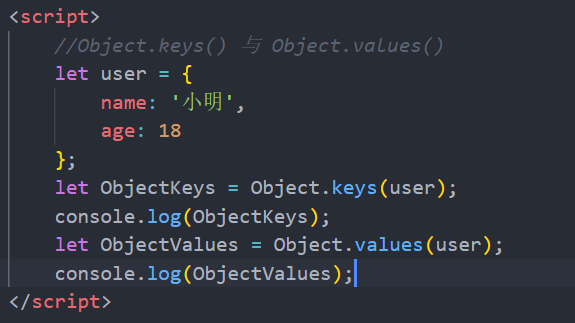 <script>
//Object.keys() 与 Object.values()
let user = {
name: '小明',
age: 18
};
let ObjectKeys = Object.keys(user);
console.log(ObjectKeys);
let ObjectValues = Object.values(user);
console.log(ObjectValues);
</script>